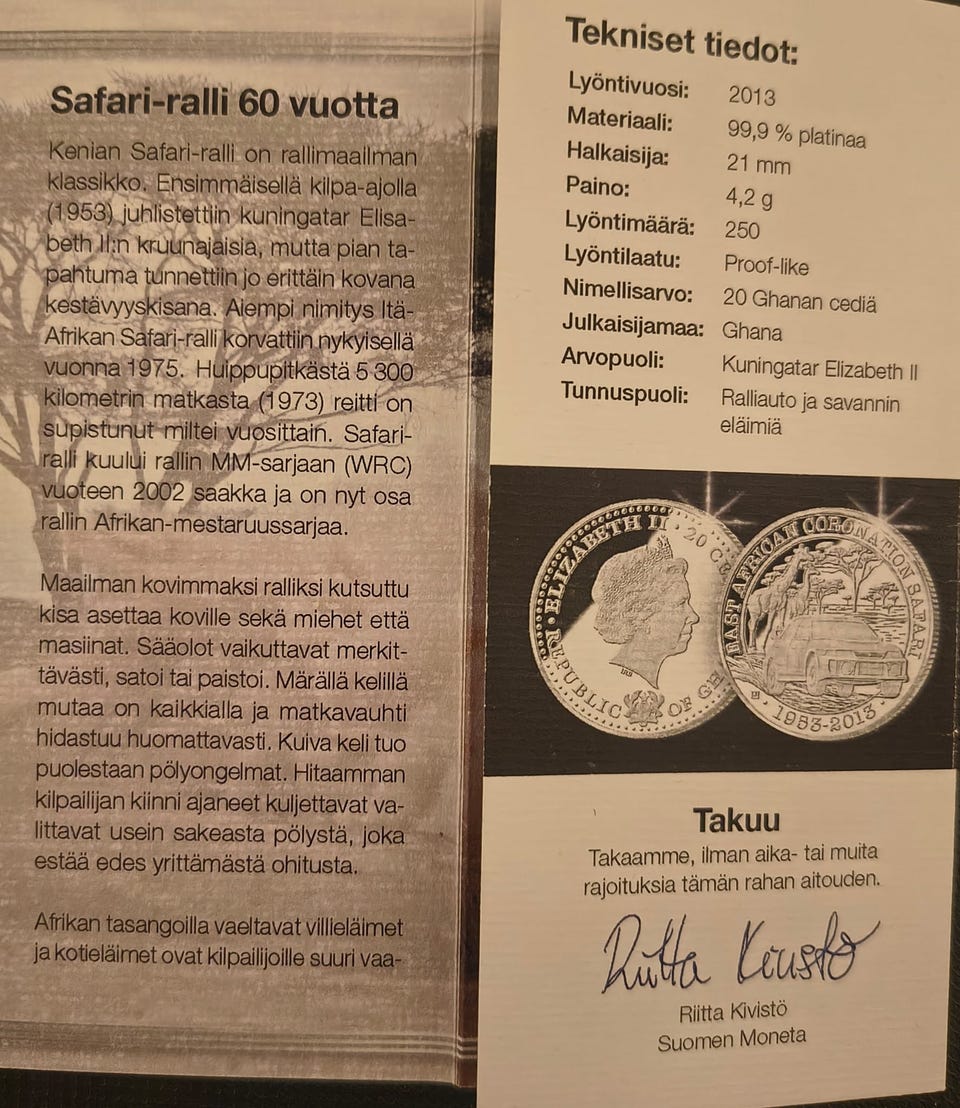 Safari-ralli 60 vuotta
Kenian Safari-ralli on rallimaailman
klassikko. Ensimmäisellä kilpa-ajolla
(1953) juhlistettiin kuningatar Elisa-
beth II:n kruunajaisia, mutta pian ta-
pahtuma tunnettiin jo erittäin kovana
kestävyyskisana. Aiempi nimitys Itä-
Afrikan Safari-ralli korvattiin nykyisellä
vuonna 1975. Huippupitkästä 5 300
kilometrin matkasta (1973) reitti on
supistunut miltei vuosittain. Safari-
ralli kuului rallin MM-sarjaan (WRC)
vuoteen 2002 saakka ja on nyt osa
rallin Afrikan-mestaruussarjaa.
Maailman kovimmaksi ralliksi kutsuttu
kisa asettaa koville sekä miehet että
masiinat. Sääolot vaikuttavat merkit-
tävästi, satoi tai paistoi. Märällä kelillä
mutaa on kaikkialla ja matkavauhti
hidastuu huomattavasti. Kuiva keli tuo
puolestaan pölyongelmat. Hitaamman
kilpailijan kiinni ajaneet kuljettavat va-
littavat usein sakeasta pölystä, joka
estää edes yrittämästä ohitusta.
Afrikan tasangoilla vaeltavat villieläimet
ja kotieläimet ovat kilpailijoille suuri vaa-
Tekniset tiedot:
Lyöntivuosi: 2013
Materiaali: 99,9 % platinaa
Halkaisija: 21 mm
Paino: 4,2 g
Lyöntimäärä: 250
Lyöntilaatu: Proof-like
Nimellisarvo: 20 Ghanan cediä
Julkaisijamaa: Ghana
Arvopuoli: Kuningatar Elizabeth II
Tunnuspuoli: Ralliauto ja savannin
eläimiä
ELIZABETH II · 20 CE
REPUBLIC OF GH
EAST AFRICAN CORONATION SAFARI
1953-2013
Takuu
Takaamme, ilman aika- tai muita
rajoituksia tämän rahan aitouden.
Riitta Kivistö
Riitta Kivistö
Suomen Moneta